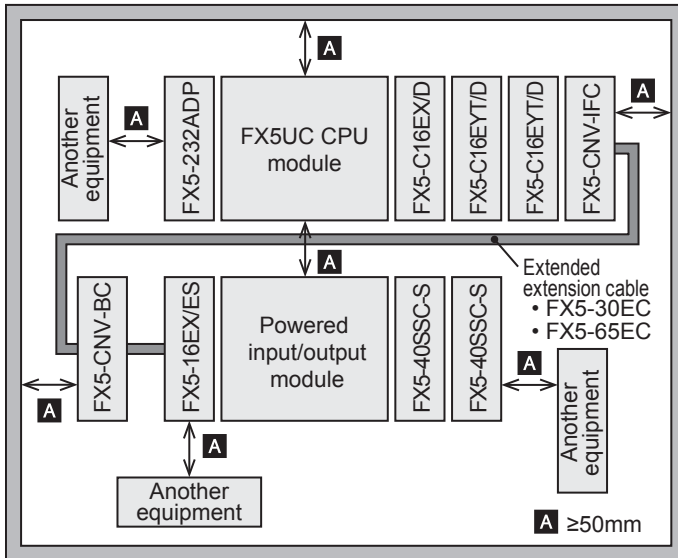 A
Another
equipment
A
FX5-232ADP
FX5UC CPU
module
FX5-C16EX/D
FX5-C16EYT/D
FX5-C16EYT/D
FX5-CNV-IFC
A
A
Extended
extension cable
• FX5-30EC
• FX5-65EC
FX5-CNV-BC
FX5-16EX/ES
Powered
input/output
module
FX5-40SSC-S
FX5-40SSC-S
A
A
A
Another
equipment
Another
equipment
A ≥50mm